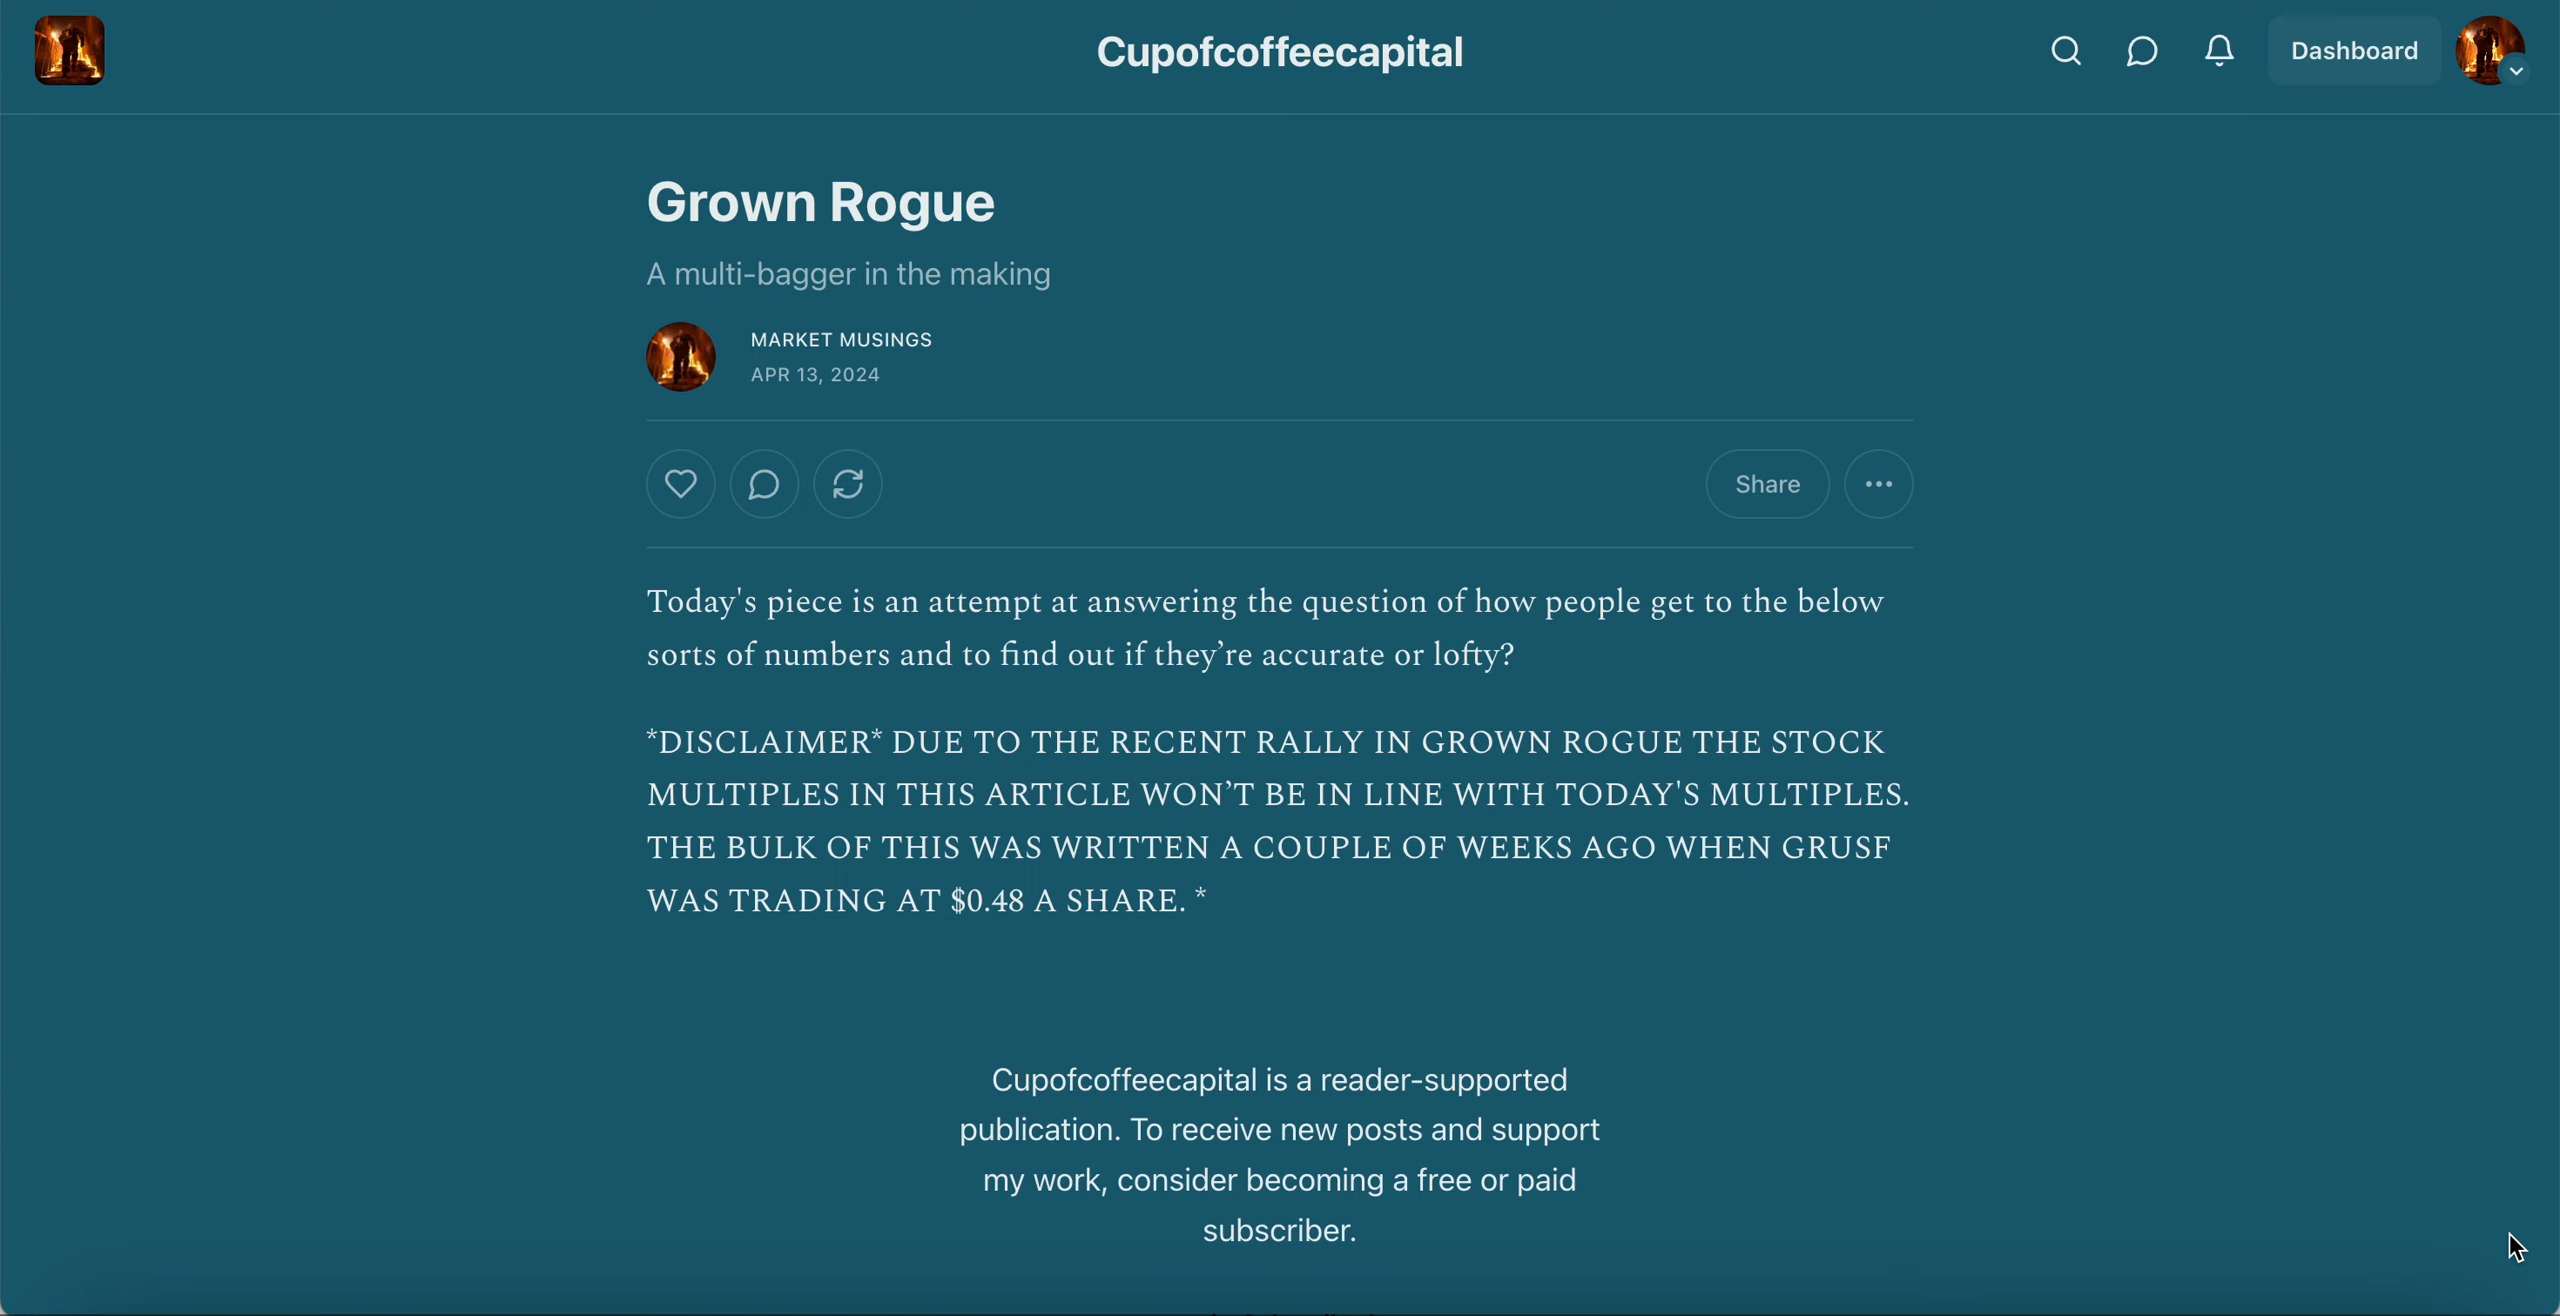 Cupofcoffeecapital
Dashboard
Grown Rogue
A multi-bagger in the making
MARKET MUSINGS
APR 13, 2024
Share
Today's piece is an attempt at answering the question of how people get to the below
sorts of numbers and to find out if they’re accurate or lofty?
*DISCLAIMER* DUE TO THE RECENT RALLY IN GROWN ROGUE THE STOCK
MULTIPLES IN THIS ARTICLE WON’T BE IN LINE WITH TODAY'S MULTIPLES.
THE BULK OF THIS WAS WRITTEN A COUPLE OF WEEKS AGO WHEN GRUSF
WAS TRADING AT $0.48 A SHARE. *
Cupofcoffeecapital is a reader-supported
publication. To receive new posts and support
my work, consider becoming a free or paid
subscriber.